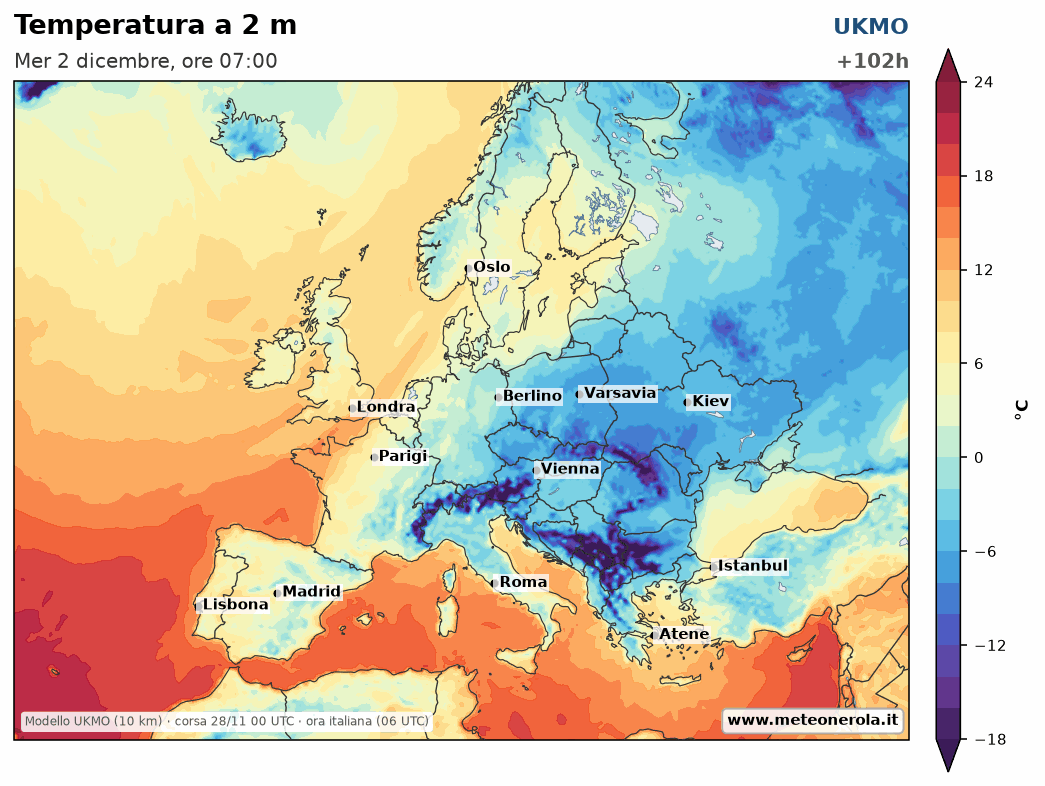 Temperatura a 2 m
UKMO
Mer 2 dicembre, ore 07:00
+102h
24
18
12
6
0
−6
−12
−18
°C
Oslo
Berlino
Varsavia
Kiev
Londra
Parigi
Vienna
Istanbul
Roma
Madrid
Lisbona
Atene
Modello UKMO (10 km) · corsa 28/11 00 UTC · ora italiana (06 UTC)
www.meteonerola.it